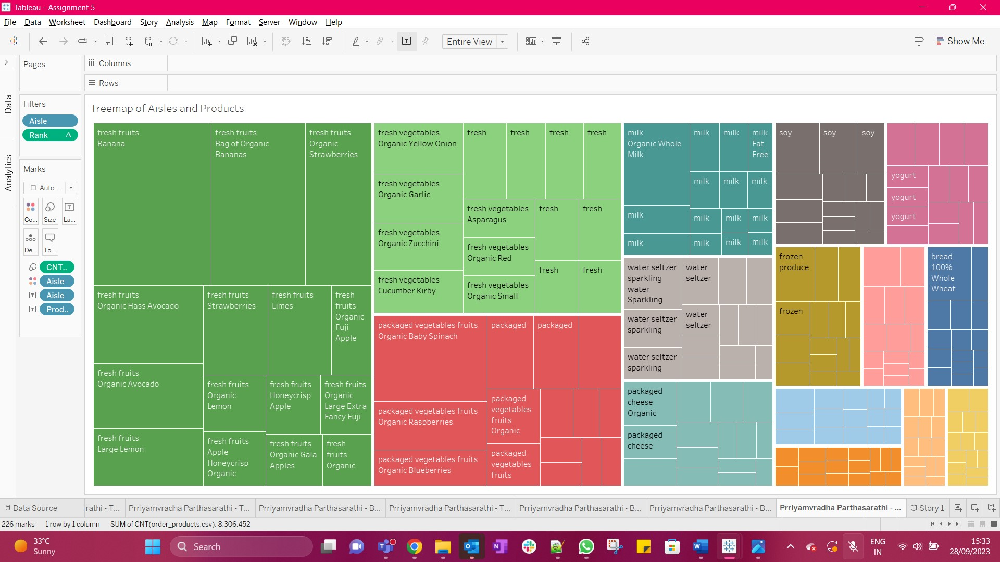 Tableau - Assignment 5
File Data Worksheet Dashboard Story Analysis Map Format Server Window Help
Entire View
Show Me
Data
Analytics
Pages
Filters
Aisle
Rank
Marks
Auto...
Co...
Size
La...
De...
To...
CNT..
Aisle
Aisle
Prod..
Columns
Rows
Treemap of Aisles and Products
fresh fruits
Banana
fresh fruits
Bag of Organic
Bananas
fresh fruits
Organic
Strawberries
fresh fruits
Organic Hass Avocado
fresh fruits
Strawberries
fresh fruits
Limes
fresh
fruits
Organic
Fuji
Apple
fresh fruits
Organic Avocado
fresh fruits
Large Lemon
fresh fruits
Organic
Lemon
fresh fruits
Honeycrisp
Apple
fresh fruits
Organic
Large Extra
Fancy Fuji
fresh fruits
Apple
Honeycrisp
Organic
fresh fruits
Organic Gala
Apples
fresh
fruits
Organic
fresh vegetables
Organic Yellow Onion
fresh vegetables
Organic Garlic
fresh vegetables
Organic Zucchini
fresh vegetables
Cucumber Kirby
fresh
fresh
fresh
fresh
fresh vegetables
Asparagus
fresh vegetables
Organic Red
fresh vegetables
Organic Small
fresh
fresh
fresh
fresh
packaged vegetables fruits
Organic Baby Spinach
packaged vegetables fruits
Organic Raspberries
packaged vegetables fruits
Organic Blueberries
packaged
packaged
packaged
vegetables
fruits
Organic
packaged
vegetables
fruits
milk
Organic Whole
Milk
milk
milk
milk
milk
milk
Fat
Free
milk
milk
milk
milk
milk
milk
milk
milk
milk
water seltzer
sparkling
water
Sparkling
water seltzer
sparkling
water seltzer
sparkling
water
seltzer
water
seltzer
packaged
cheese
Organic
packaged
cheese
soy
soy
soy
yogurt
yogurt
yogurt
frozen
produce
frozen
bread
100%
Whole
Wheat
Data Source
arathi - T...
Prriyamvradha Parthasarathi - T...
Prriyamvradha Parthasarathi - B...
Prriyamvradha Parthasarathi - T...
Prriyamvradha Parthasarathi - B...
Prriyamvradha Parthasarathi - B...
Prriyamvradha Parthasarathi - ...
Story 1
226 marks 1 row by 1 column SUM of CNT(order_products.csv): 8,306,452
33°C
Sunny
Search
ENG
IN
15:33
28/09/2023